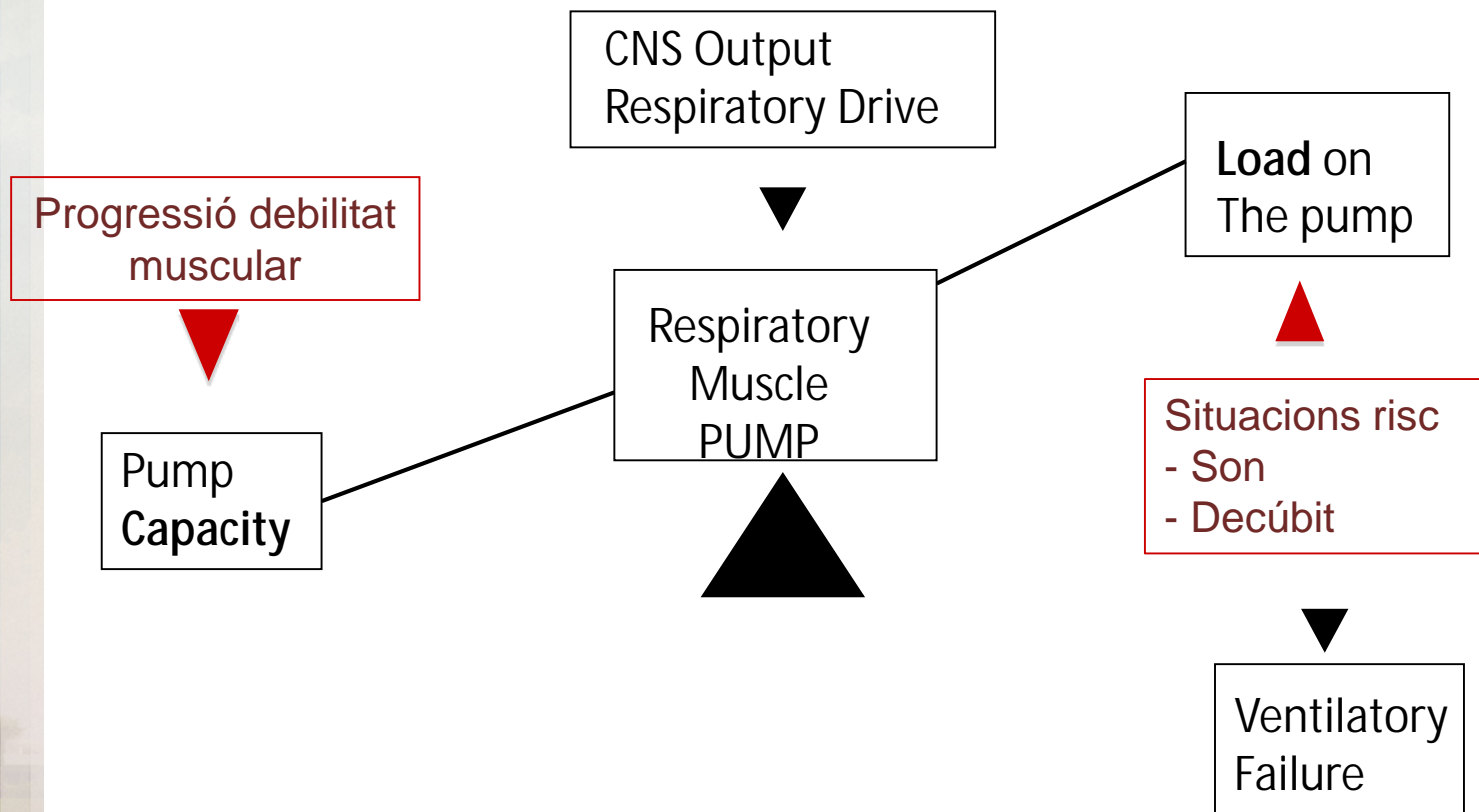 CNS Output
Respiratory Drive
Load on
The pump
Progressió debilitat
muscular
Respiratory
Muscle
PUMP
Pump
Capacity
Situacions risc
- Son
- Decúbit
Ventilatory
Failure